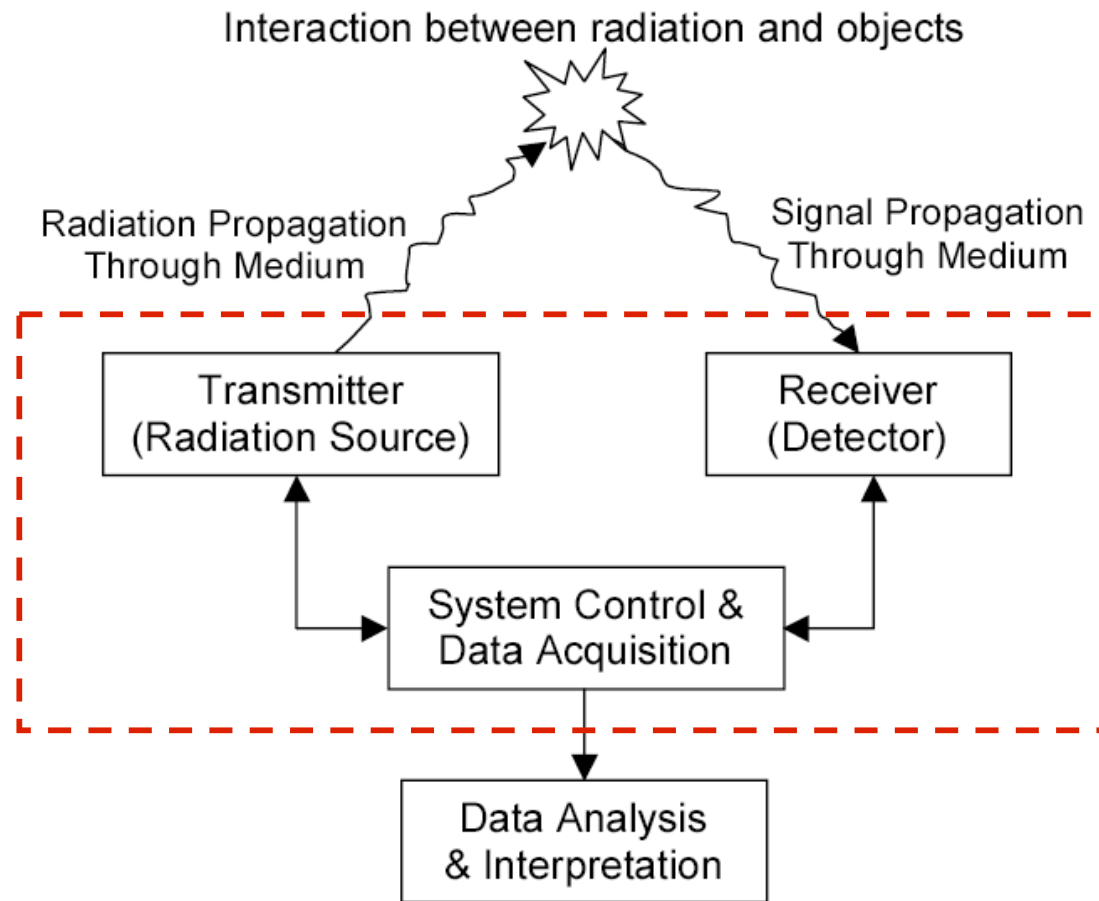 Interaction between radiation and objects
Radiation Propagation
Through Medium
Signal Propagation
Through Medium
Transmitter
(Radiation Source)
Receiver
(Detector)
System Control &
Data Acquisition
Data Analysis
& Interpretation